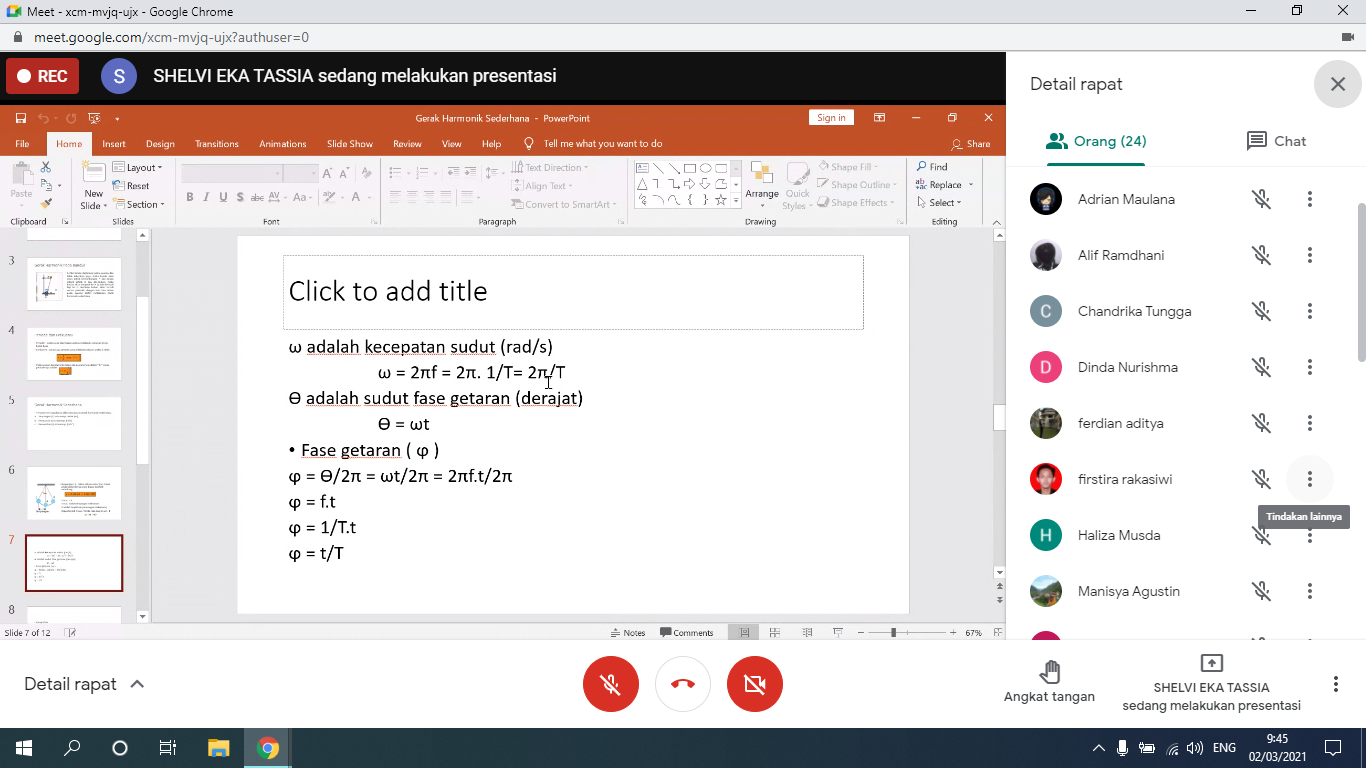 Meet - xcm-mvjq-ujx - Google Chrome
meet.google.com/xcm-mvjq-ujx?authuser=0
REC
S
SHELVI EKA TASSIA sedang melakukan presentasi
Gerak Harmonik Sederhana - PowerPoint
Sign in
File Home Insert Design Transitions Animations Slide Show Review View Help Tell me what you want to do Share
Paste
New Slide
Layout
Reset
Section
B I U S Aa A
Text Direction
Align Text
Convert to SmartArt
Arrange
Quick Styles
Shape Fill
Shape Outline
Shape Effects
Find
Replace
Select
Clipboard Slides Font Paragraph Drawing Editing
3
4
5
6
7
8
Click to add title
ω adalah kecepatan sudut (rad/s)
ω = 2πf = 2π. 1/T= 2π/T
Ө adalah sudut fase getaran (derajat)
Ө = ωt
• Fase getaran ( φ )
φ = Ө/2π = ωt/2π = 2πf.t/2π
φ = f.t
φ = 1/T.t
φ = t/T
Slide 7 of 12
Notes
Comments
67%
Detail rapat
Orang (24)
Chat
Adrian Maulana
Alif Ramdhani
C
Chandrika Tungga
D
Dinda Nurishma
ferdian aditya
firstira rakasiwi
Tindakan lainnya
H
Haliza Musda
Manisya Agustin
Detail rapat
Angkat tangan
SHELVI EKA TASSIA
sedang melakukan presentasi
ENG
9:45
02/03/2021